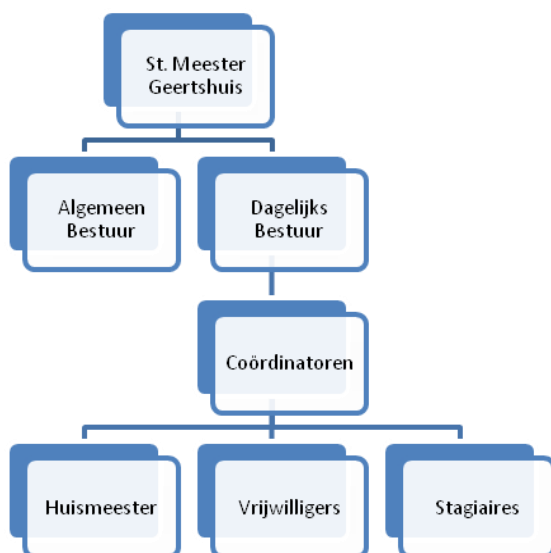 St. Meester
Geertshuis
Algemeen
Bestuur
Dagelijks
Bestuur
Coördinatoren
Huismeester
Vrijwilligers
Stagiaires